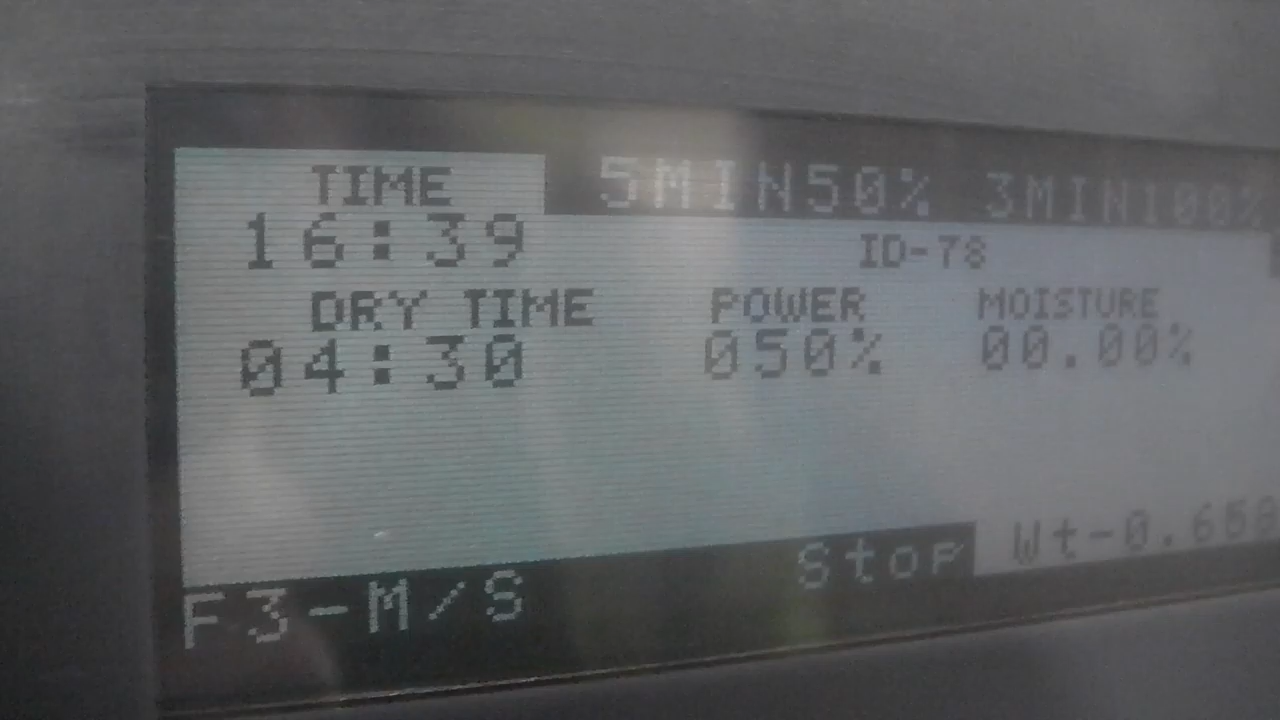 TIME 5MIN50% 3MIN100%
16:39 ID-78
DRY TIME POWER MOISTURE
04:30 050% 00.00%
Stop
F3-M/S